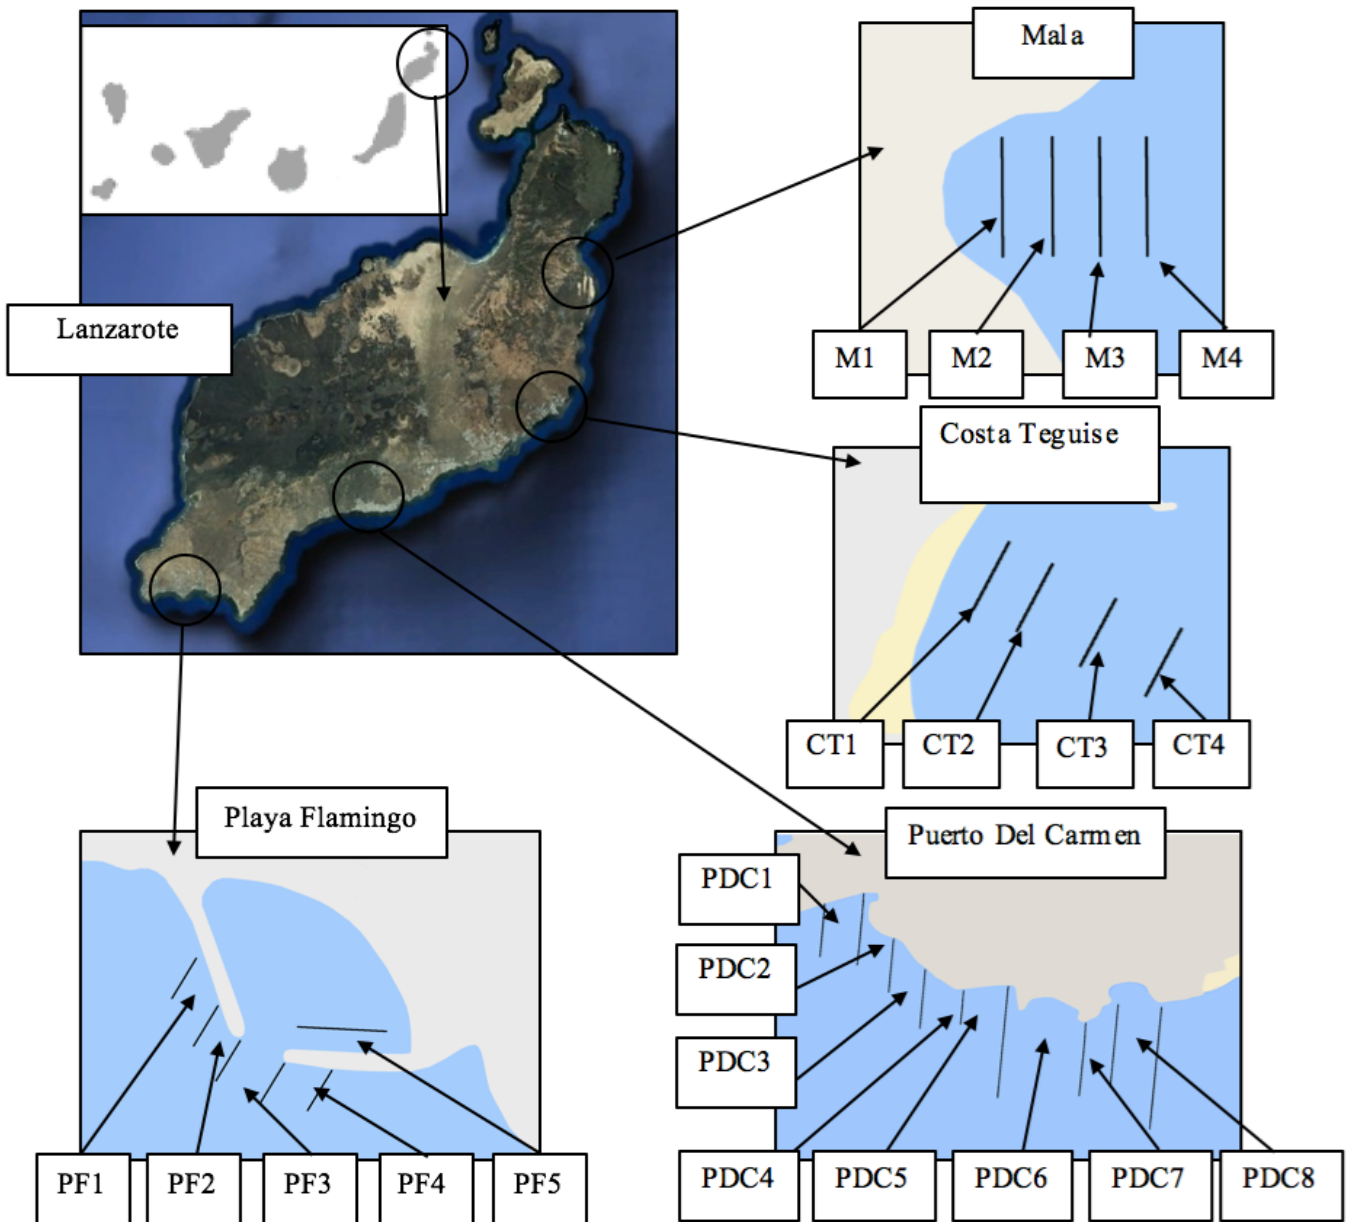 Mala
Lanzarote
M1
M2
M3
M4
Costa Teguise
CT1
CT2
CT3
CT4
Playa Flamingo
Puerto Del Carmen
PDC1
PDC2
PDC3
PF1
PF2
PF3
PF4
PF5
PDC4
PDC5
PDC6
PDC7
PDC8